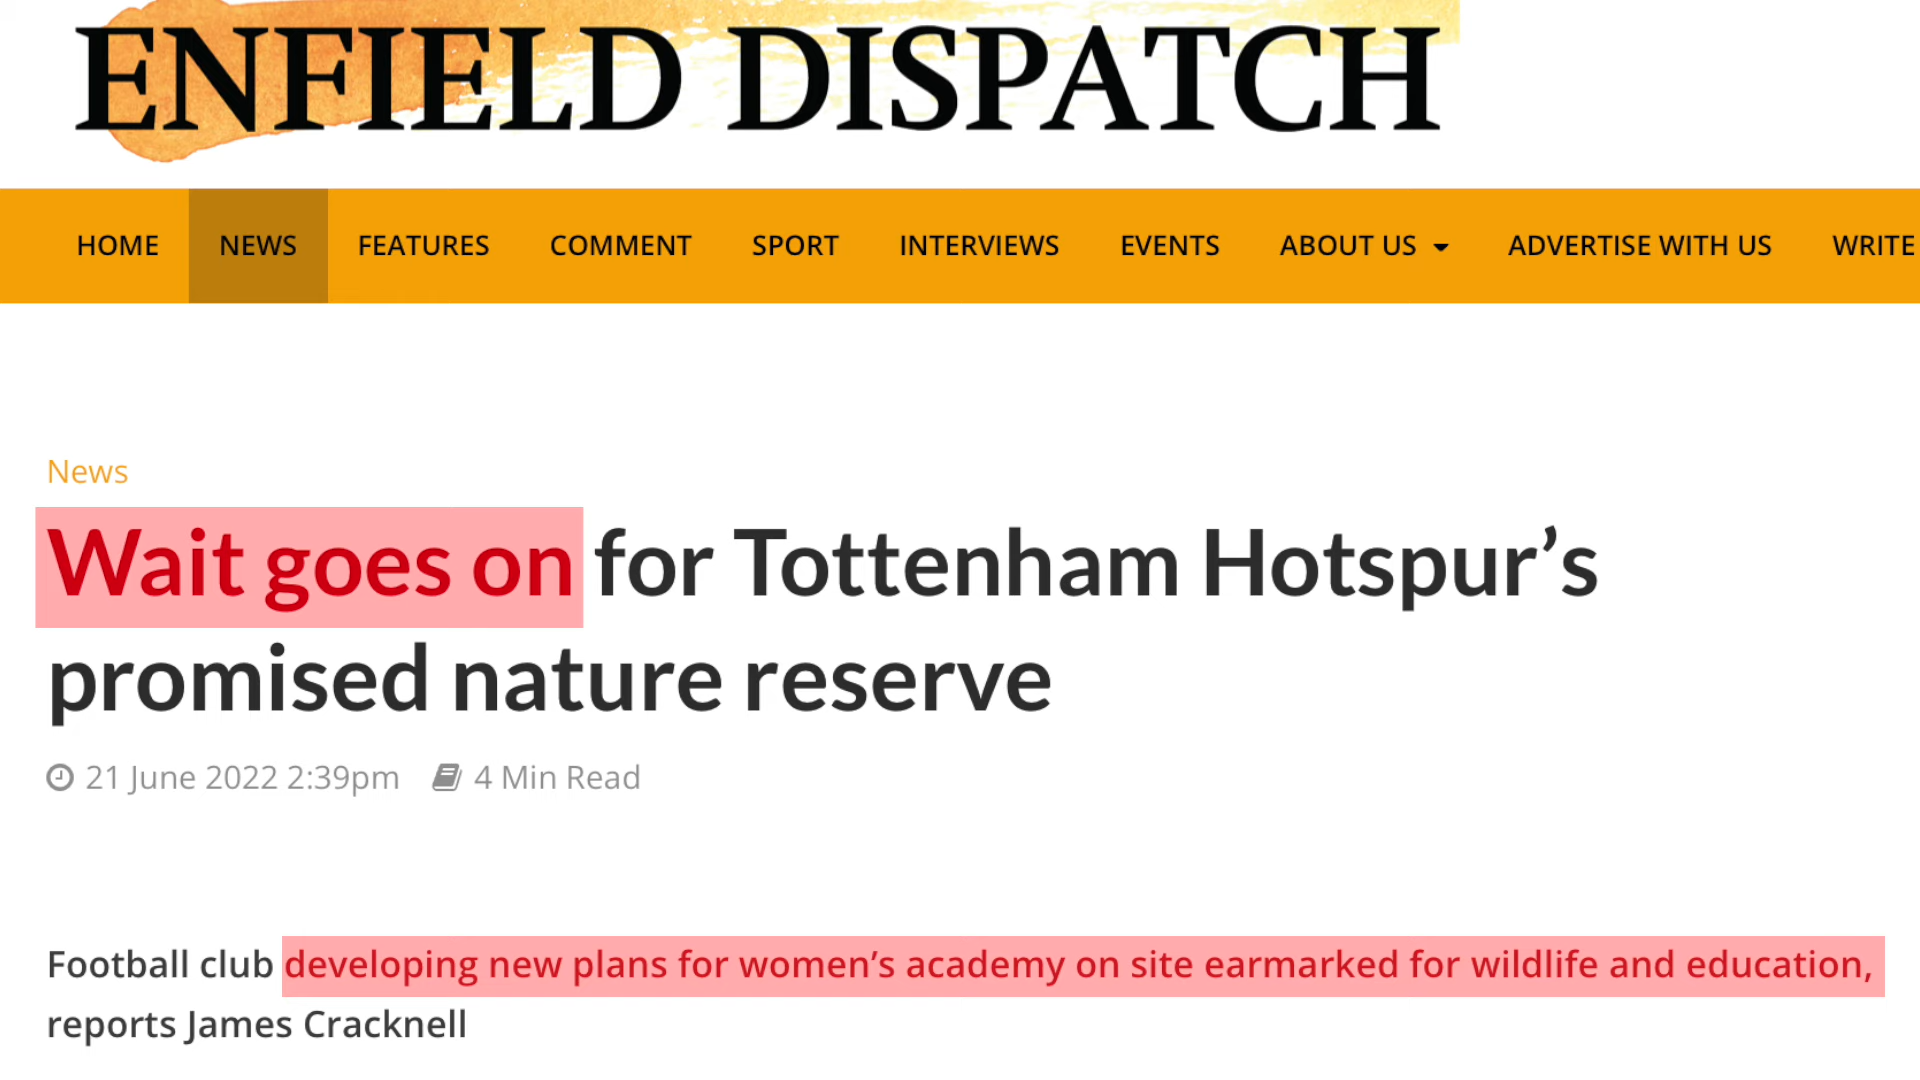 ENFIELD DISPATCH
HOME NEWS FEATURES COMMENT SPORT INTERVIEWS EVENTS ABOUT US ADVERTISE WITH US WRITE
News
Wait goes on for Tottenham Hotspur’s
promised nature reserve
21 June 2022 2:39pm 4 Min Read
Football club developing new plans for women’s academy on site earmarked for wildlife and education,
reports James Cracknell